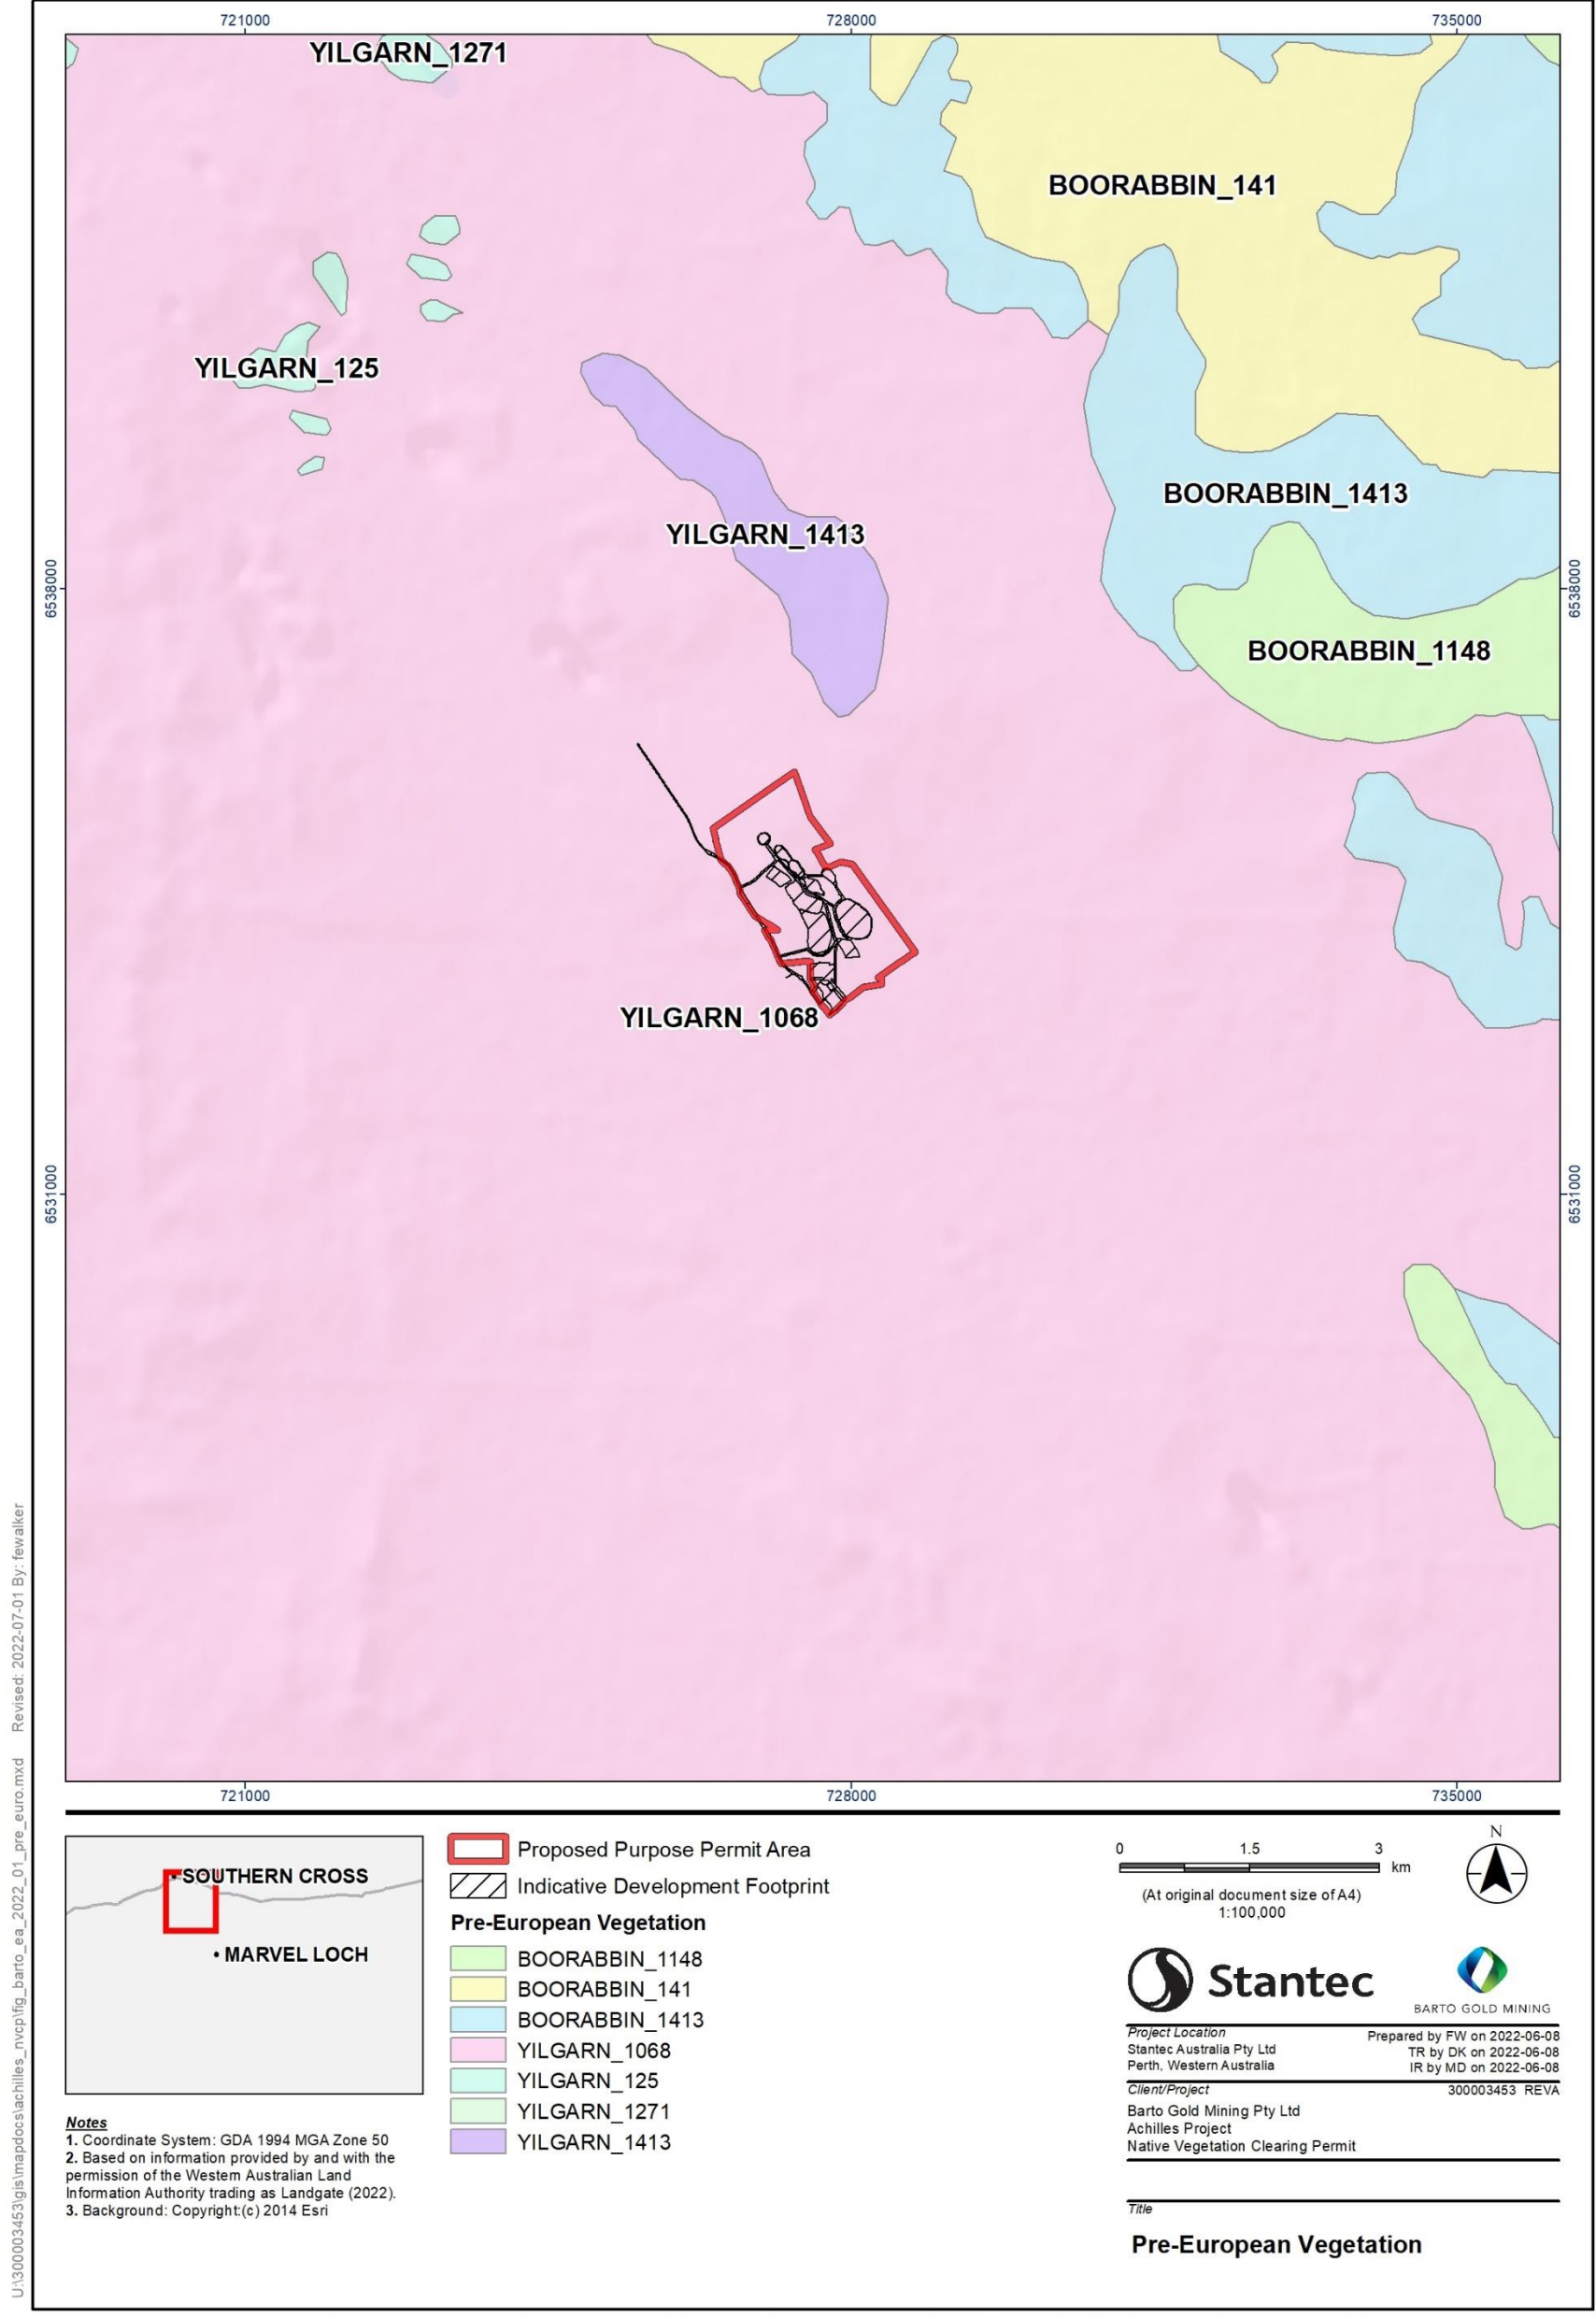 721000 728000 735000
YILGARN_1271
BOORABBIN_141
YILGARN_125
BOORABBIN_1413
YILGARN_1413
6538000 6538000
BOORABBIN_1148
YILGARN_1068
6531000 6531000
721000 728000 735000
U:\300003453\gis\mapdocs\achilles_nvcp\fig_barto_ea_2022_01_pre_euro.mxd Revised: 2022-07-01 By: fewalker
SOUTHERN CROSS
MARVEL LOCH
Notes
1. Coordinate System: GDA 1994 MGA Zone 50
2. Based on information provided by and with the
permission of the Western Australian Land
Information Authority trading as Landgate (2022).
3. Background: Copyright:(c) 2014 Esri
Proposed Purpose Permit Area
Indicative Development Footprint
Pre-European Vegetation
BOORABBIN_1148
BOORABBIN_141
BOORABBIN_1413
YILGARN_1068
YILGARN_125
YILGARN_1271
YILGARN_1413
0 1.5 3
km
(At original document size of A4)
1:100,000
N
Stantec
BARTO GOLD MINING
Project Location
Stantec Australia Pty Ltd
Perth, Western Australia
Prepared by FW on 2022-06-08
TR by DK on 2022-06-08
IR by MD on 2022-06-08
Client/Project 300003453 REVA
Barto Gold Mining Pty Ltd
Achilles Project
Native Vegetation Clearing Permit
Title
Pre-European Vegetation